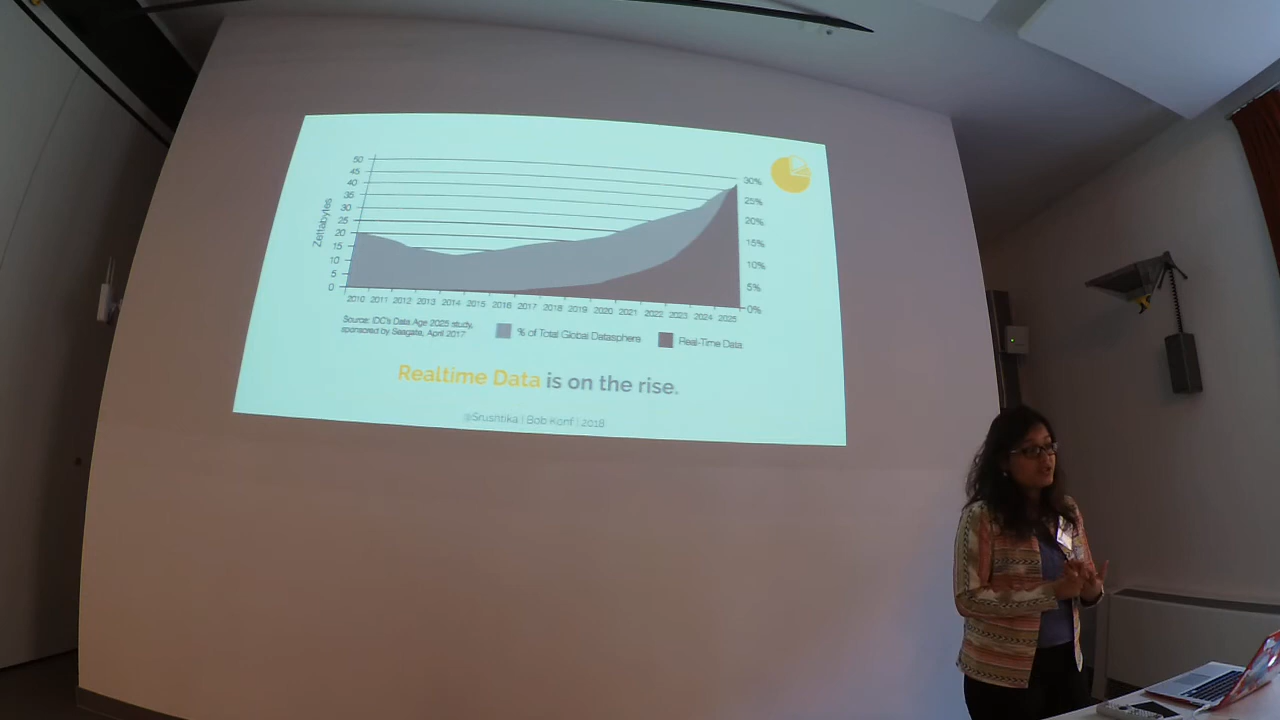 50
45
40
35
30
25
20
15
10
5
0
Zettabytes
30%
25%
20%
15%
10%
5%
0%
2010 2011 2012 2013 2014 2015 2016 2017 2018 2019 2020 2021 2022 2023 2024 2025
Source: IDC's Data Age 2025 study,
sponsored by Seagate, April 2017
% of Total Global Datasphere
Real-Time Data
Realtime Data is on the rise.
@Srushtika | Bob Konf | 2018